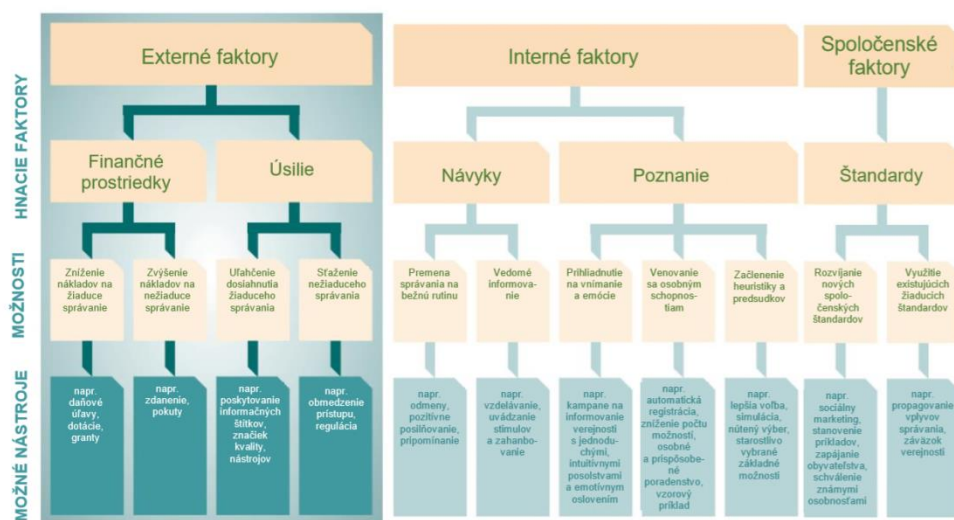 HNACIE FAKTORY
Externé faktory
Interné faktory
Spoločenské
faktory
Finančné
prostriedky
Úsilie
Návyky
Poznanie
Štandardy
MOŽNOSTI
Zníženie
nákladov na
žiaduce
správanie
Zvýšenie
nákladov na
nežiaduce
správanie
Uľahčenie
dosiahnutia
žiaduceho
správania
Sťaženie
nežiaduceho
správania
Premena
správania na
bežnú rutinu
Vedomé
informova-
nie
Prihliadnutie
na vnímanie
a emócie
Venovanie
sa osobným
schopnos-
tiam
Začlenenie
heuristiky a
predsudkov
Rozvíjanie
nových
spolo-
čenských
štandardov
Využitie
existujúcich
žiaducich
štandardov
MOŽNÉ NÁSTROJE
napr.
daňové
úľavy,
dotácie,
granty
napr.
zdanenie,
pokuty
napr.
poskytovanie
informačných
štítkov,
značiek
kvality,
nástrojov
napr.
obmedzenie
prístupu,
regulácia
napr.
odmeny,
pozitívne
posilňovanie,
pripomínanie
napr.
vzdelávanie,
uvádzanie
stimulov
a zahanbo-
vanie
napr.
kampane na
informovanie
verejnosti
s jednodu-
chými,
intuitívnymi
posolstvami
a emotívnym
oslovením
napr.
automatická
registrácia,
zníženie počtu
možností,
osobné
a prispôsobe-
né
poradenstvo,
vzorový
príklad
napr.
lepšia voľba,
simulácia,
nútený výber,
starostlivo
vybrané
základné
možnosti
napr.
sociálny
marketing,
stanovenie
príkladov,
zapájanie
obyvateľstva,
schválenie
známymi
osobnosťami
napr.
propagovanie
vplyvov
správania,
záväzok
verejnosti